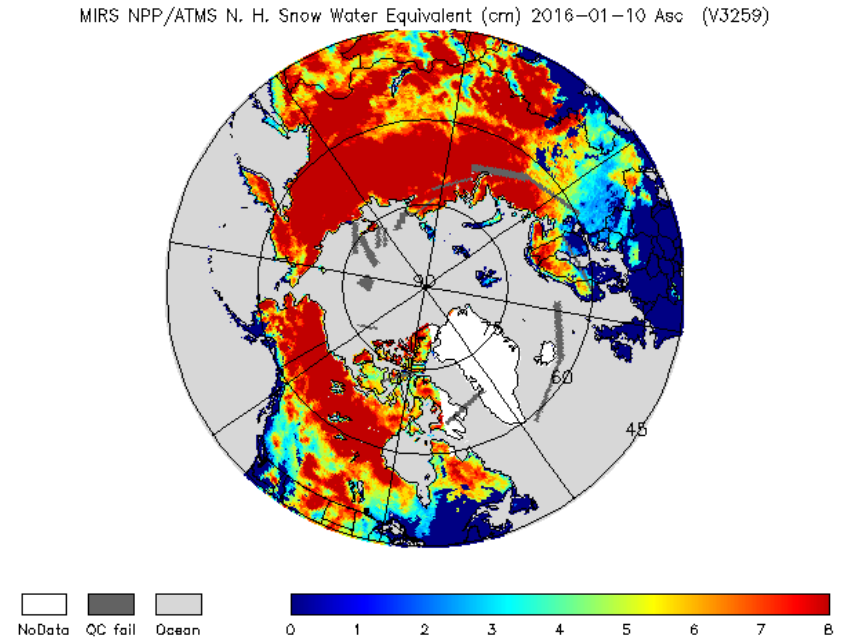 MIRS NPP/ATMS N. H. Snow Water Equivalent (cm) 2016-01-10 Asc (V3259)
90
60
45
NoData QC fail Ocean 0 1 2 3 4 5 6 7 8